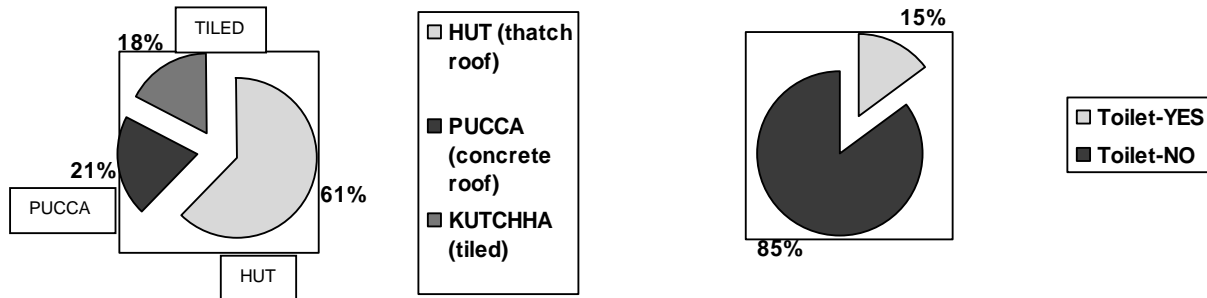 TILED
18%
21%
PUCCA
61%
HUT
HUT (thatch
roof)
PUCCA
(concrete
roof)
KUTCHHA
(tiled)
15%
85%
Toilet-YES
Toilet-NO